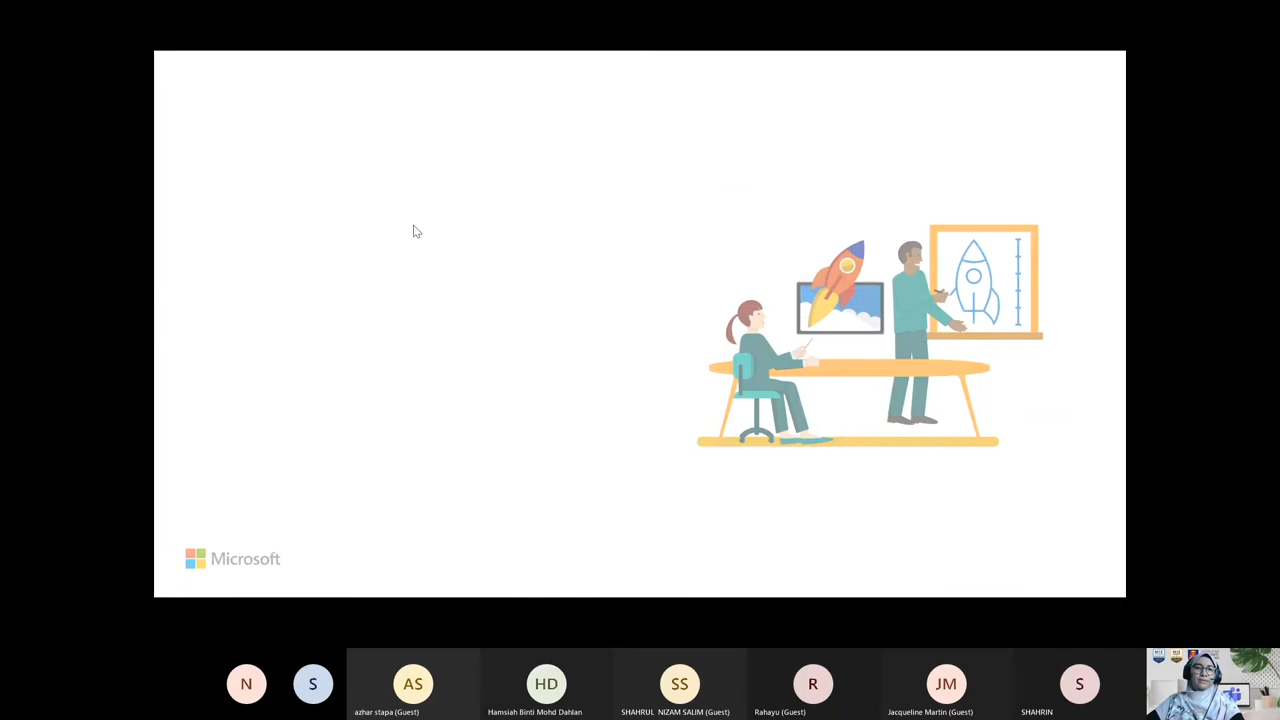 Microsoft
N
S
AS
HD
SS
R
JM
S
azhar stapa (Guest)
Hamsiah Binti Mohd Dahlan
SHAHRUL NIZAM SALIM (Guest)
Rahayu (Guest)
Jacqueline Martin (Guest)
SHAHRIN